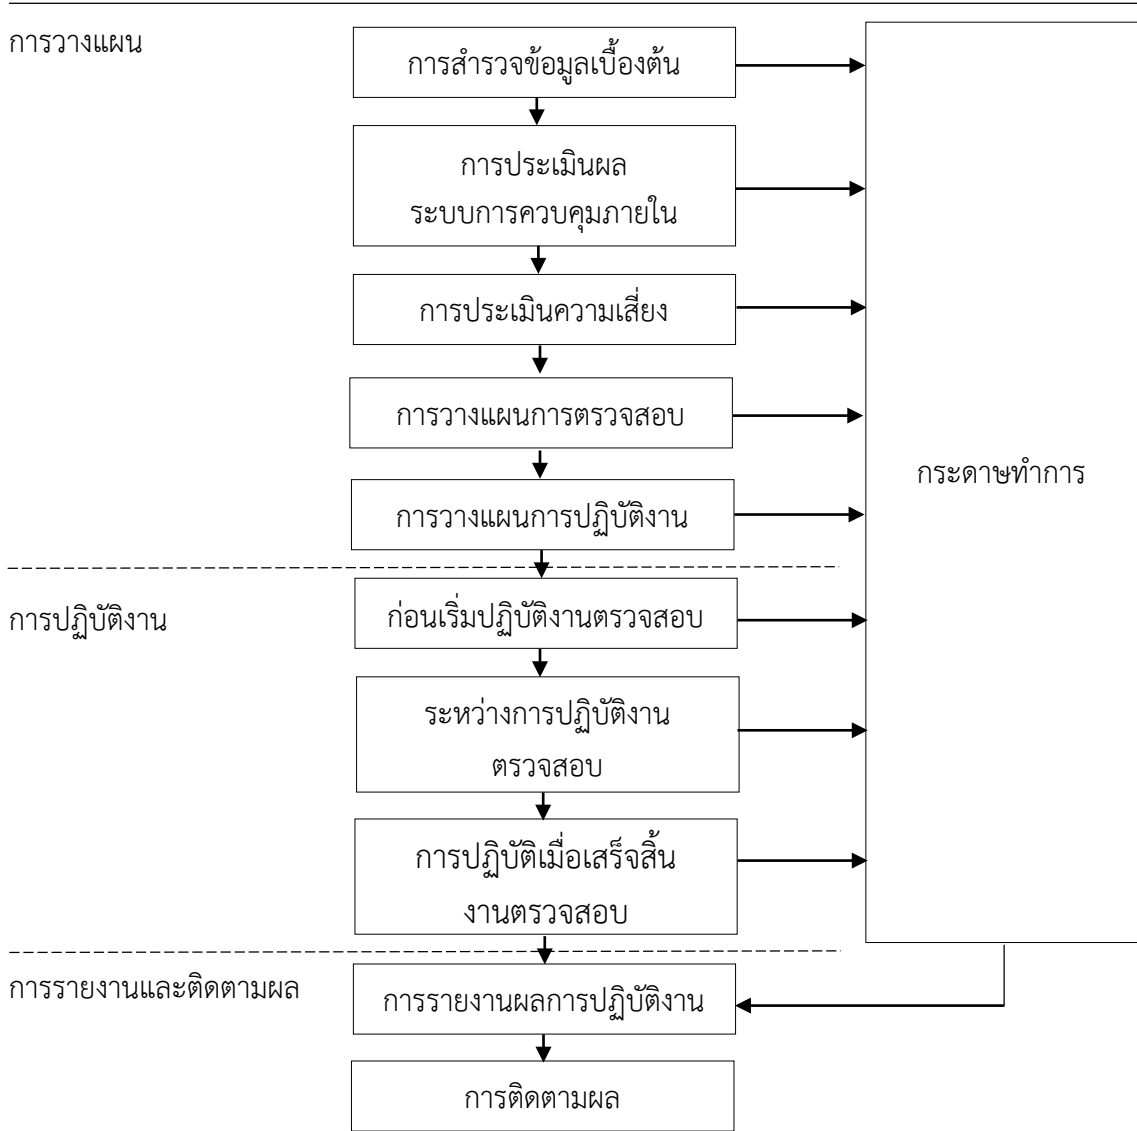 การวางแผน
การสำรวจข้อมูลเบื้องต้น
การประเมินผล
ระบบการควบคุมภายใน
การประเมินความเสี่ยง
การวางแผนการตรวจสอบ
การวางแผนการปฏิบัติงาน
กระดาษทำการ
การปฏิบัติงาน
ก่อนเริ่มปฏิบัติงานตรวจสอบ
ระหว่างการปฏิบัติงาน
ตรวจสอบ
การปฏิบัติเมื่อเสร็จสิ้น
งานตรวจสอบ
การรายงานและติดตามผล
การรายงานผลการปฏิบัติงาน
การติดตามผล